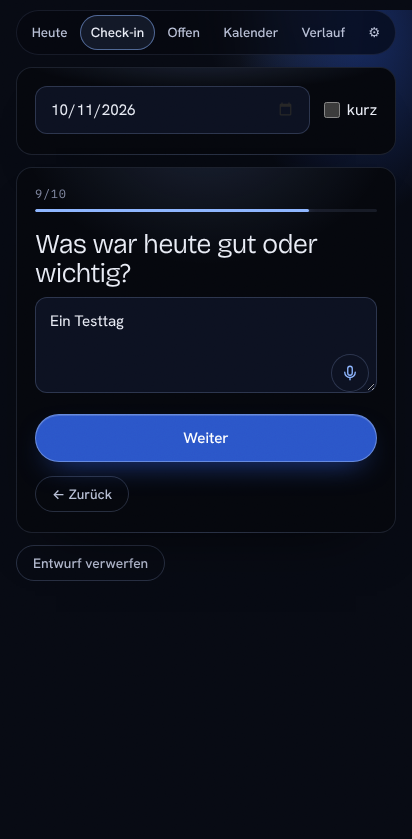 Heute Check-in Offen Kalender Verlauf ⚙
10/11/2026 kurz
9/10
Was war heute gut oder
wichtig?
Ein Testtag
Weiter
← Zurück
Entwurf verwerfen